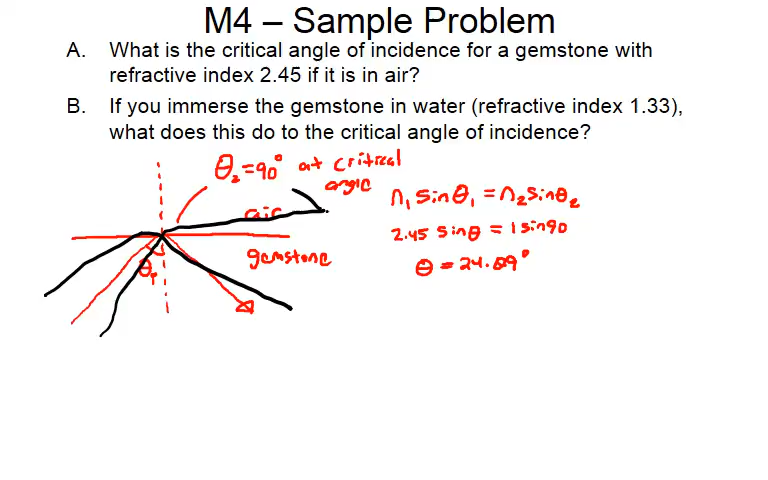 M4 – Sample Problem
A. What is the critical angle of incidence for a gemstone with
refractive index 2.45 if it is in air?
B. If you immerse the gemstone in water (refractive index 1.33),
what does this do to the critical angle of incidence?
θ₂=90° at critical
angle
n₁ sinθ₁ = n₂sinθ₂
air
2.45 sinθ = 1 sin90
gemstone
θ = 24.09°
θ₁